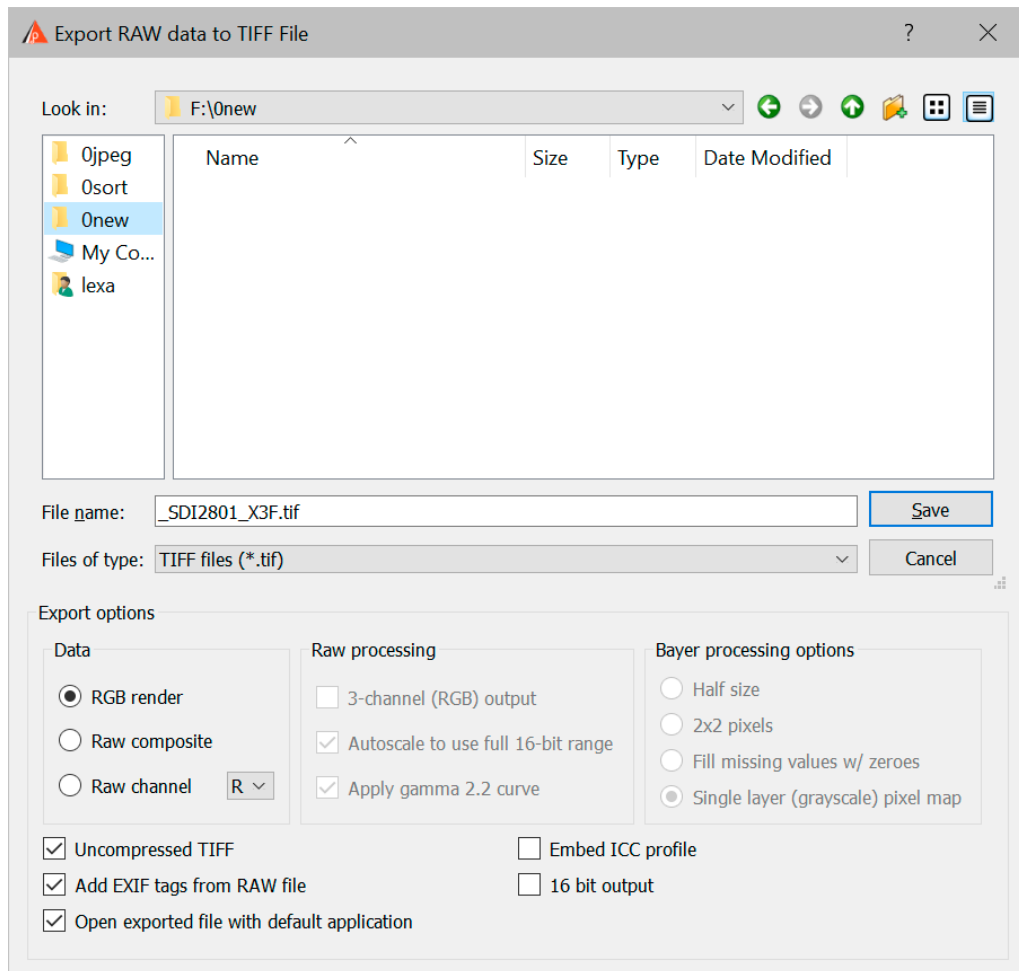 Export RAW data to TIFF File ?
Look in: F:\0new
0jpeg
0sort
0new
My Co...
lexa
Name Size Type Date Modified
File name: _SDI2801_X3F.tif Save
Files of type: TIFF files (*.tif) Cancel
Export options
Data Raw processing Bayer processing options
RGB render 3-channel (RGB) output Half size
Raw composite Autoscale to use full 16-bit range 2x2 pixels
Raw channel R Apply gamma 2.2 curve Fill missing values w/ zeroes
Single layer (grayscale) pixel map
Uncompressed TIFF Embed ICC profile
Add EXIF tags from RAW file 16 bit output
Open exported file with default application